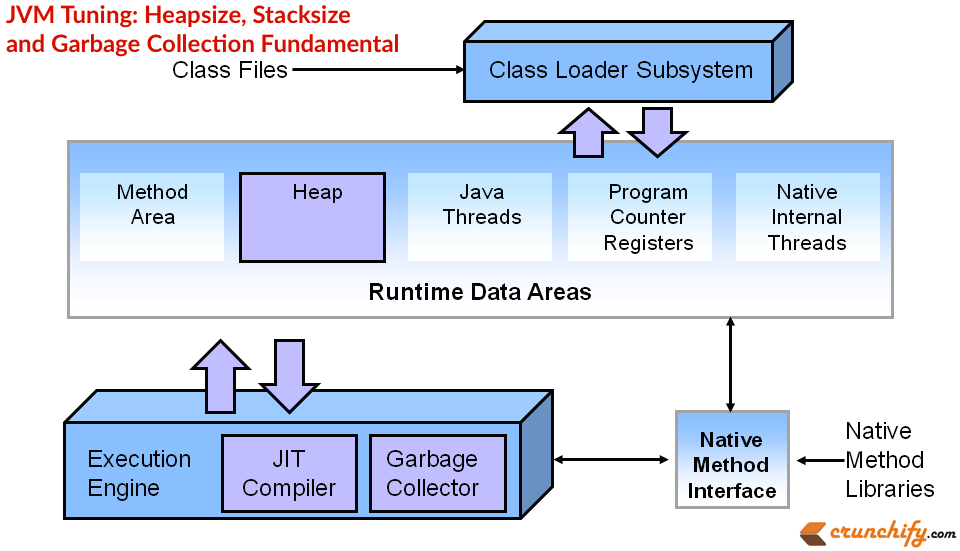 JVM Tuning: Heapsize, Stacksize
and Garbage Collection Fundamental
Class Files
Class Loader Subsystem
Method
Area
Heap
Java
Threads
Program
Counter
Registers
Native
Internal
Threads
Runtime Data Areas
Execution
Engine
JIT
Compiler
Garbage
Collector
Native
Method
Interface
Native
Method
Libraries
crunchify.com